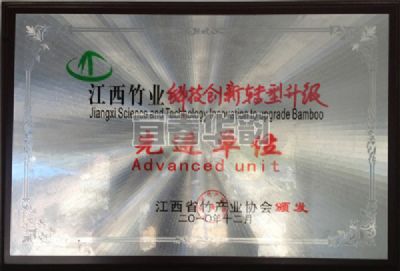 江西竹业科技创新转型升级
Jiangxi Science and Technology Innovation to upgrade Bamboo
先进单位
Advanced unit
江西省竹产业协会 颁发
二〇一〇年十二月